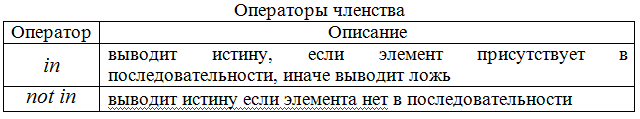 Операторы членства
Оператор Описание
in
выводит истину, если элемент присутствует в
последовательности, иначе выводит ложь
not in выводит истину если элемента нет в последовательности